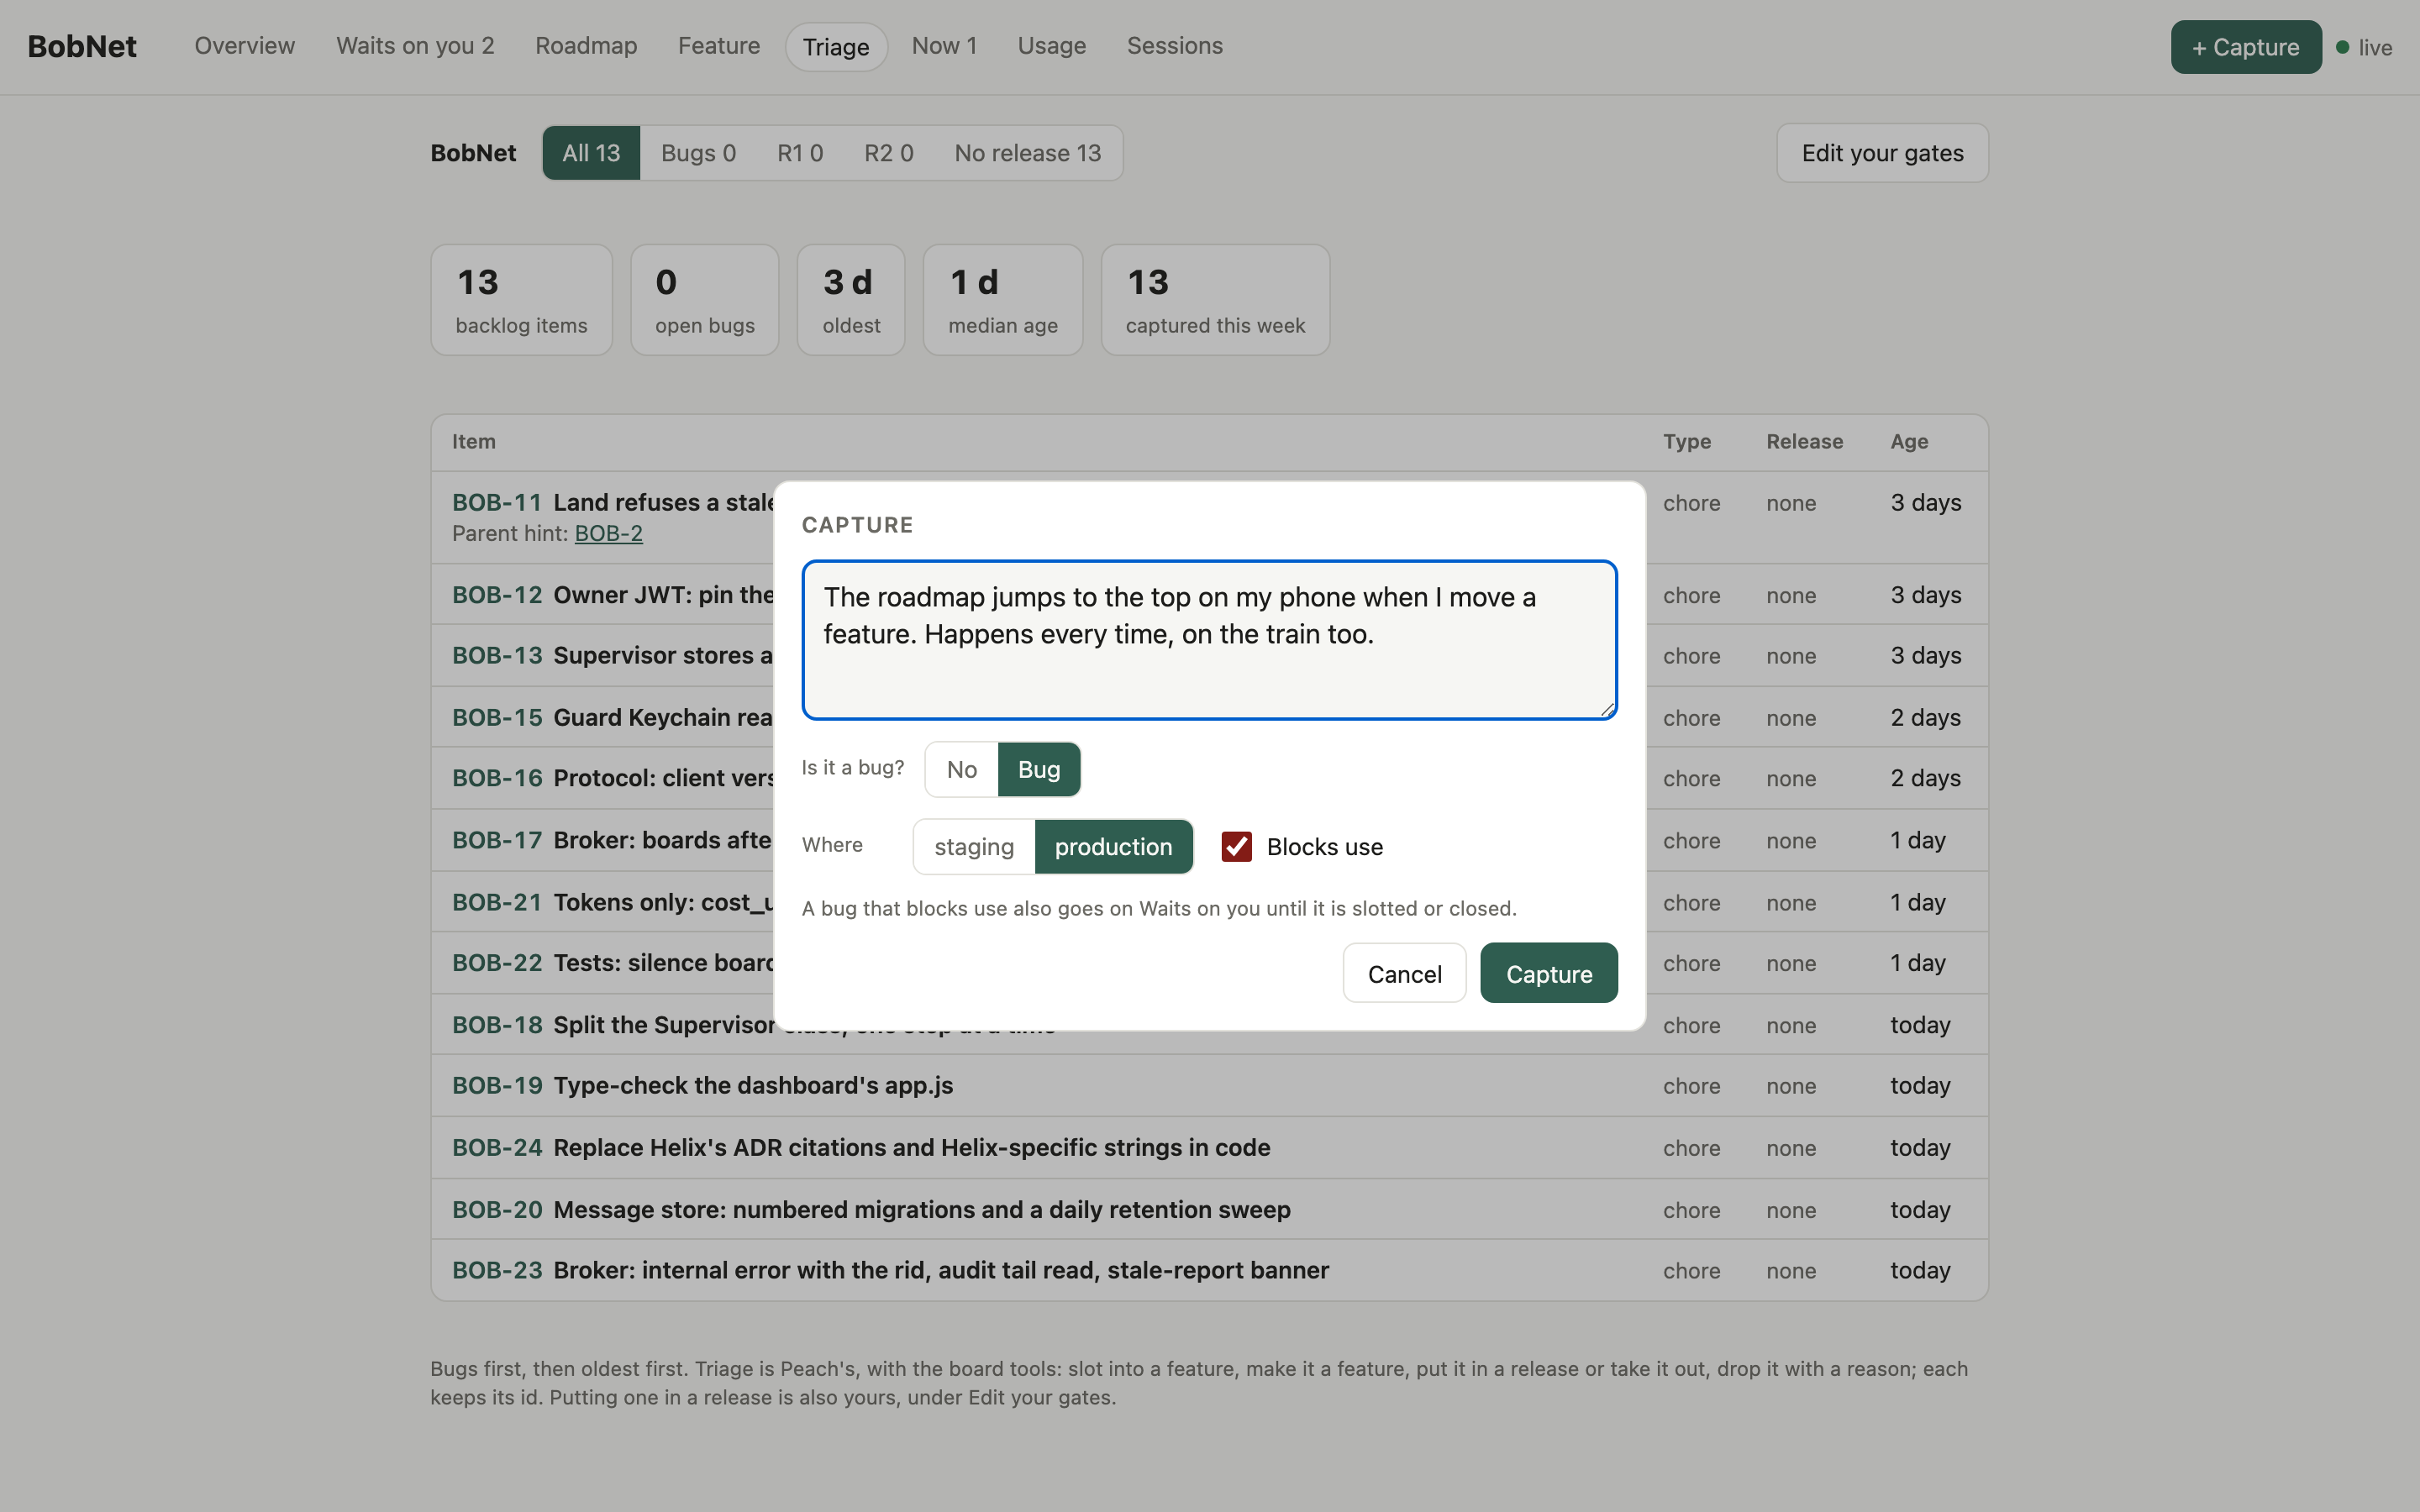 BobNet
Overview
Waits on you 2
Roadmap
Feature
Triage
Now 1
Usage
Sessions
+ Capture
live
BobNet
All 13
Bugs 0
R1 0
R2 0
No release 13
Edit your gates
13
backlog items
0
open bugs
3 d
oldest
1 d
median age
13
captured this week
Item
Type
Release
Age
BOB-11 Land refuses a stale
chore
none
3 days
Parent hint: BOB-2
BOB-12 Owner JWT: pin the
chore
none
3 days
BOB-13 Supervisor stores a
chore
none
3 days
BOB-15 Guard Keychain rea
chore
none
2 days
BOB-16 Protocol: client vers
chore
none
2 days
BOB-17 Broker: boards afte
chore
none
1 day
BOB-21 Tokens only: cost_u
chore
none
1 day
BOB-22 Tests: silence board
chore
none
1 day
BOB-18 Split the Supervisor
chore
none
today
BOB-19 Type-check the dashboard's app.js
chore
none
today
BOB-24 Replace Helix's ADR citations and Helix-specific strings in code
chore
none
today
BOB-20 Message store: numbered migrations and a daily retention sweep
chore
none
today
BOB-23 Broker: internal error with the rid, audit tail read, stale-report banner
chore
none
today
CAPTURE
The roadmap jumps to the top on my phone when I move a
feature. Happens every time, on the train too.
Is it a bug?
No
Bug
Where
staging
production
Blocks use
A bug that blocks use also goes on Waits on you until it is slotted or closed.
Cancel
Capture
Bugs first, then oldest first. Triage is Peach's, with the board tools: slot into a feature, make it a feature, put it in a release or take it out, drop it with a reason; each
keeps its id. Putting one in a release is also yours, under Edit your gates.